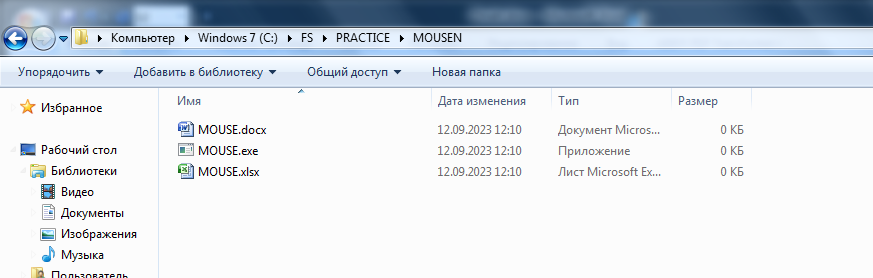 Компьютер Windows 7 (C:) FS PRACTICE MOUSEN
Упорядочить Добавить в библиотеку Общий доступ Новая папка
Избранное
Рабочий стол
Библиотеки
Видео
Документы
Изображения
Музыка
Пользователь
Имя Дата изменения Тип Размер
MOUSE.docx 12.09.2023 12:10 Документ Micros... 0 КБ
MOUSE.exe 12.09.2023 12:10 Приложение 0 КБ
MOUSE.xlsx 12.09.2023 12:10 Лист Microsoft Ex... 0 КБ